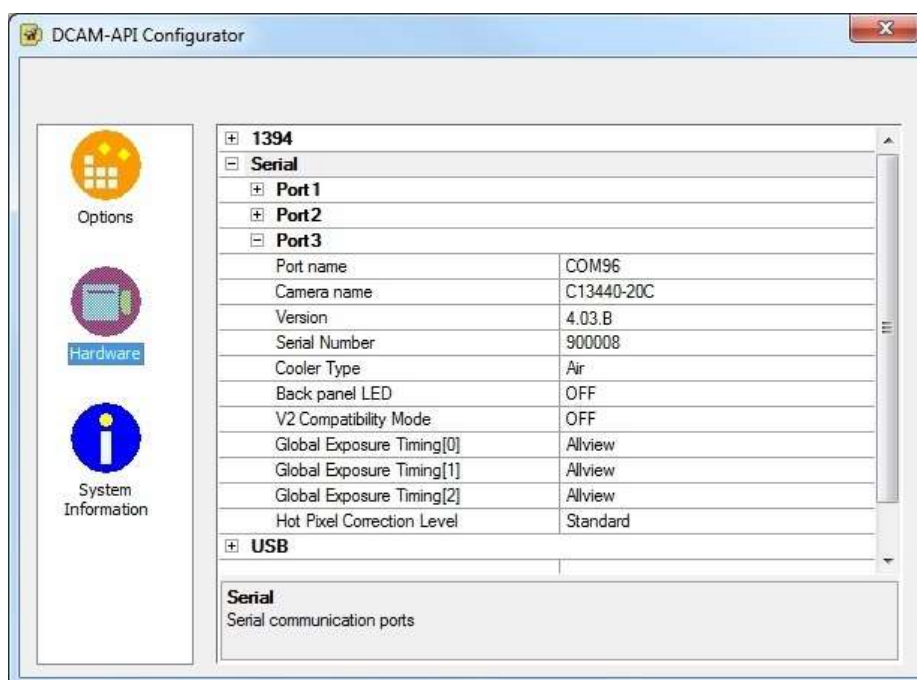 DCAM-API Configurator
Options
Hardware
System
Information
1394
Serial
Port1
Port2
Port3
Port name COM96
Camera name C13440-20C
Version 4.03.B
Serial Number 900008
Cooler Type Air
Back panel LED OFF
V2 Compatibility Mode OFF
Global Exposure Timing[0] Allview
Global Exposure Timing[1] Allview
Global Exposure Timing[2] Allview
Hot Pixel Correction Level Standard
USB
Serial
Serial communication ports